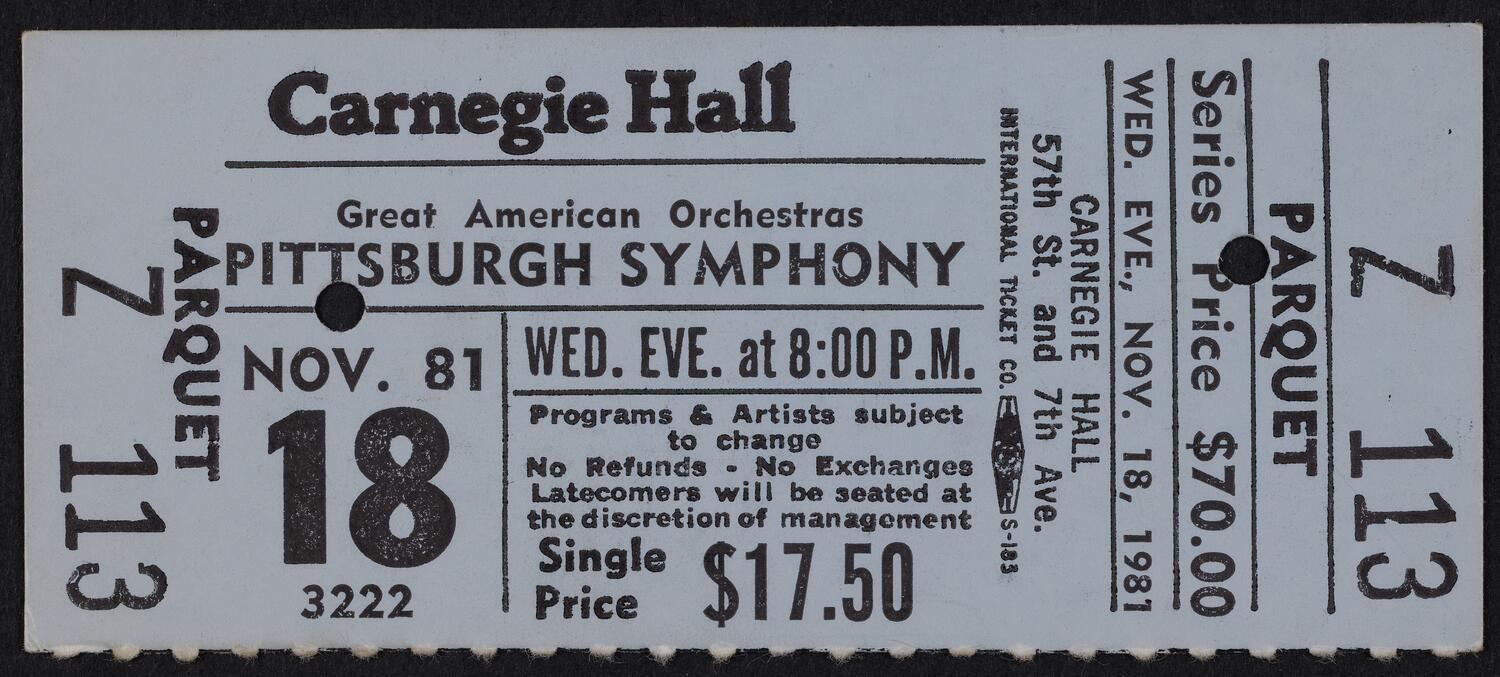 Carnegie Hall
Great American Orchestras
PITTSBURGH SYMPHONY
NOV. 81
18
3222
WED. EVE. at 8:00 P.M.
Programs & Artists subject
to change
No Refunds - No Exchanges
Latecomers will be seated at
the discretion of management
Single
Price
$17.50
PARQUET
Z 113
INTERNATIONAL TICKET CO. S-183
57th St. and 7th Ave.
CARNEGIE HALL
WED. EVE., NOV. 18, 1981
Series Price $70.00
PARQUET
Z 113